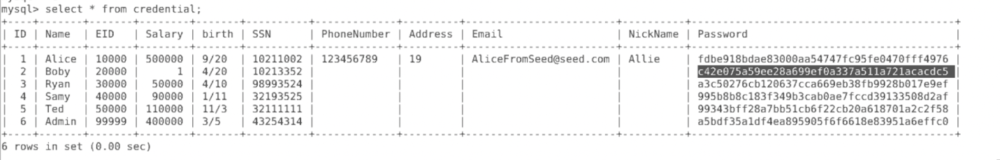 mysql> select * from credential;
+----+-------+-------+--------+-------+----------+-------------+---------+------------------------+----------+------------------------------------------+
| ID | Name | EID | Salary | birth | SSN | PhoneNumber | Address | Email | NickName | Password |
+----+-------+-------+--------+-------+----------+-------------+---------+------------------------+----------+------------------------------------------+
| 1 | Alice | 10000 | 500000 | 9/20 | 10211002 | 123456789 | 19 | AliceFromSeed@seed.com | Allie | fdbe918bdae83000aa54747fc95fe0470fff4976 |
| 2 | Boby | 20000 | 1 | 4/20 | 10213352 | | | | | c42e075a59ee28a699ef0a337a511a721acacdc5 |
| 3 | Ryan | 30000 | 50000 | 4/10 | 98993524 | | | | | a3c50276cb120637cca669eb38fb9928b017e9ef |
| 4 | Samy | 40000 | 90000 | 1/11 | 32193525 | | | | | 995b8b8c183f349b3cab0ae7fccd39133508d2af |
| 5 | Ted | 50000 | 110000 | 11/3 | 32111111 | | | | | 99343bff28a7bb51cb6f22cb20a618701a2c2f58 |
| 6 | Admin | 99999 | 400000 | 3/5 | 43254314 | | | | | a5bdf35a1df4ea895905f6f6618e83951a6effc0 |
+----+-------+-------+--------+-------+----------+-------------+---------+------------------------+----------+------------------------------------------+
6 rows in set (0.00 sec)